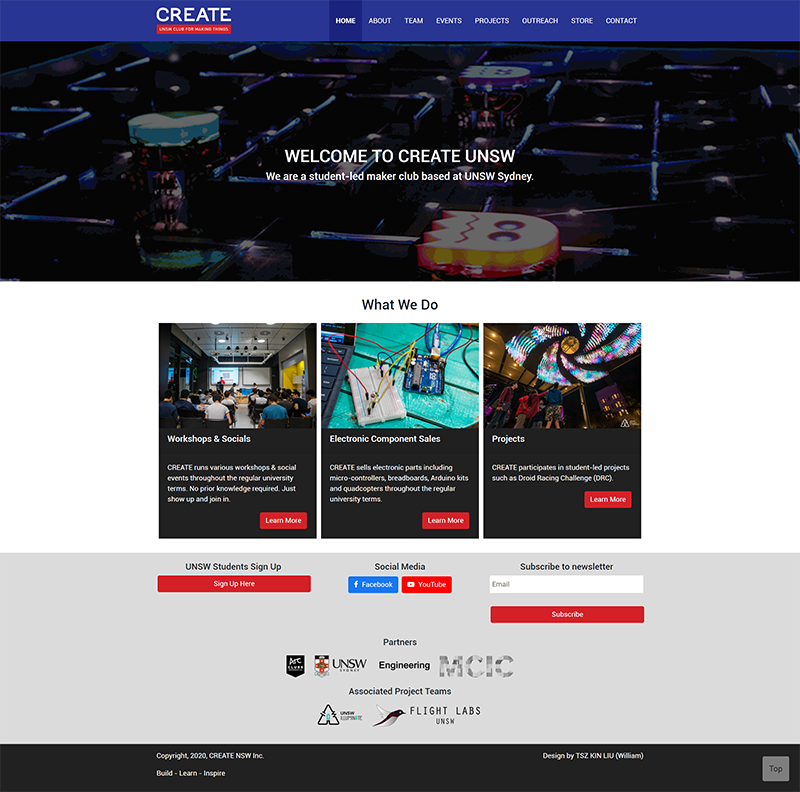 CREATE
UNSW CLUB FOR MAKING THINGS
HOME ABOUT TEAM EVENTS PROJECTS OUTREACH STORE CONTACT
WELCOME TO CREATE UNSW
We are a student-led maker club based at UNSW Sydney.
What We Do
Workshops & Socials
CREATE runs various workshops & social
events throughout the regular university
terms. No prior knowledge required. Just
show up and join in.
Learn More
Electronic Component Sales
CREATE sells electronic parts including
micro-controllers, breadboards, Arduino kits
and quadcopters throughout the regular
university terms.
Learn More
Projects
CREATE participates in student-led projects
such as Droid Racing Challenge (DRC).
Learn More
UNSW Students Sign Up
Sign Up Here
Social Media
Facebook YouTube
Subscribe to newsletter
Email
Subscribe
Partners
Arc
CLUBS
UNSW
SYDNEY
Engineering
MCIC
Associated Project Teams
UNSW
ILLUMINATE
FLIGHT LABS
UNSW
Copyright, 2020, CREATE NSW Inc.
Build - Learn - Inspire
Design by TSZ KIN LIU (William)
Top